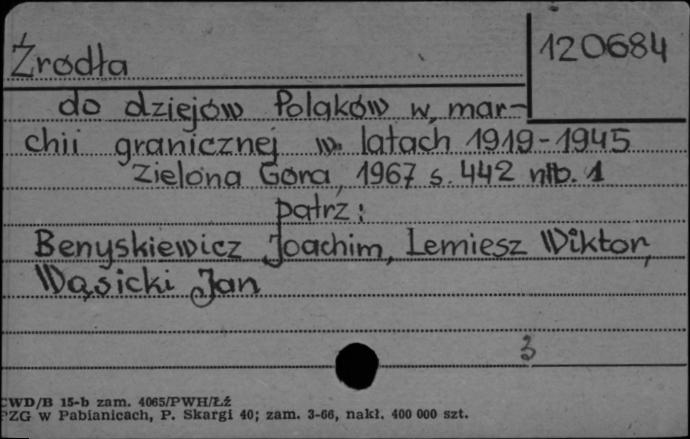 120684
Źródła
do dziejów Polaków w mar-
chii granicznej w latach 1919-1945
Zielona Góra, 1967 s. 442 nlb. 1
patrz:
Benyskiewicz Joachim, Lemiesz Wiktor,
Wąsicki Jan
3
CWD/B 15-b zam. 4065/PWH/Łź
PZG w Pabianicach, P. Skargi 40; zam. 3-66, nakł. 400 000 szt.